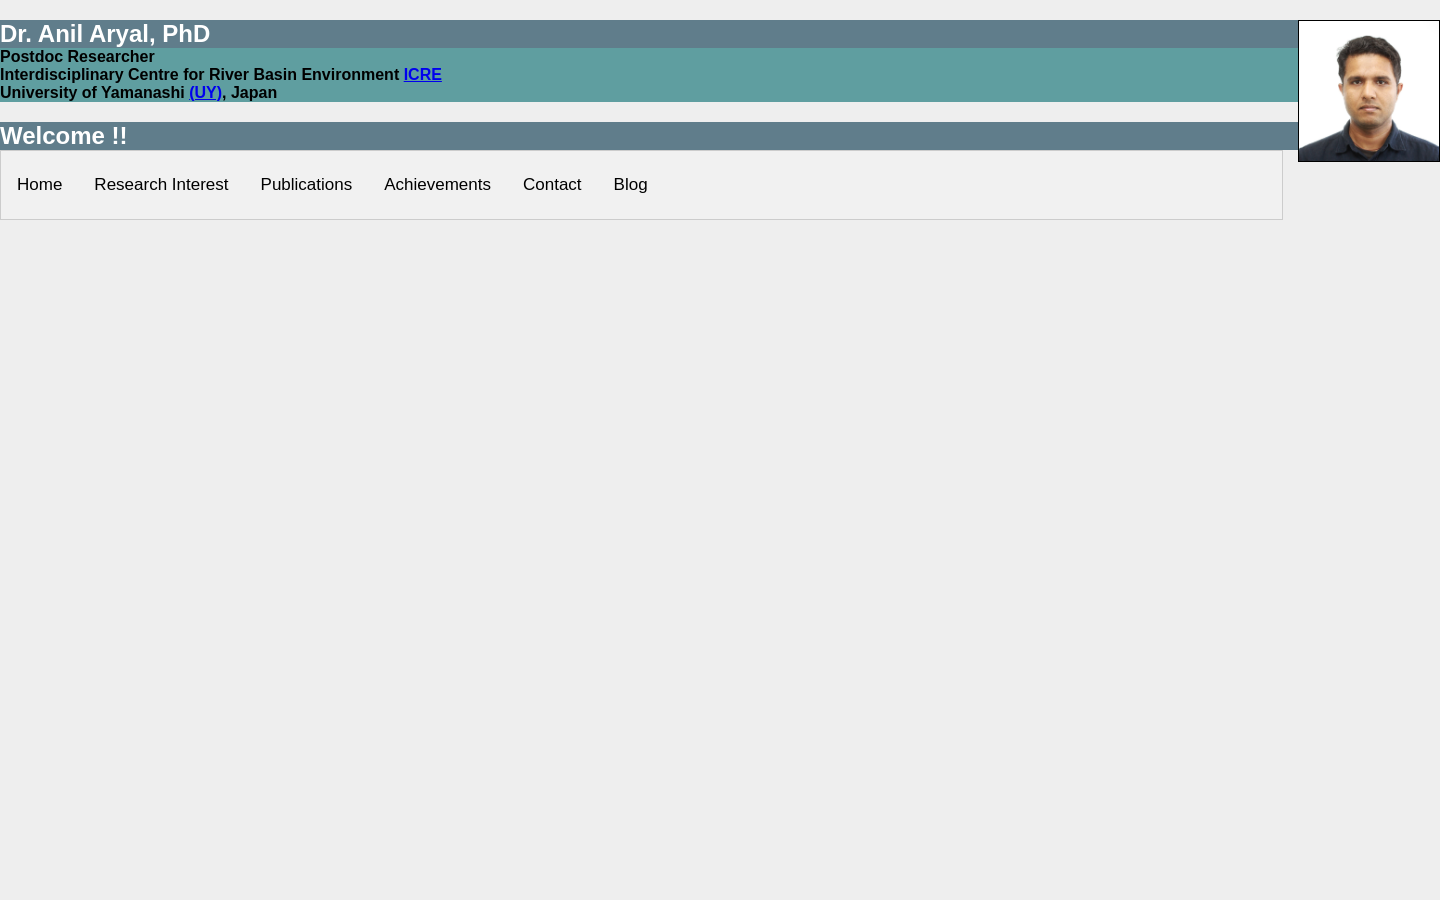 Dr. Anil Aryal, PhD
Postdoc Researcher
Interdisciplinary Centre for River Basin Environment ICRE
University of Yamanashi (UY), Japan
Welcome !!
Home Research Interest Publications Achievements Contact Blog